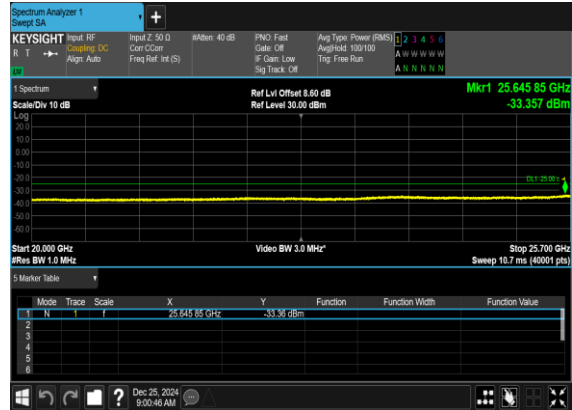 Spectrum Analyzer 1
Swept SA
+
KEYSIGHT Input: RF Input Z: 50 Ω #Atten: 40 dB PNO: Fast Avg Type: Power (RMS) 1 2 3 4 5 6
R T Coupling: DC Corr CCorr Gate: Off Avg|Hold: 100/100 A W W W W W
Align: Auto Freq Ref: Int (S) IF Gain: Low Trig: Free Run
Sig Track: Off A N N N N N
1 Spectrum Ref Lvl Offset 8.60 dB Mkr1 25.645 85 GHz
Scale/Div 10 dB Ref Level 30.00 dBm -33.357 dBm
Log
20.0
10.0
0.00
-10.0
-20.0
-30.0
-40.0
-50.0
-60.0
1
Start 20.000 GHz Video BW 3.0 MHz* Stop 25.700 GHz
#Res BW 1.0 MHz Sweep 10.7 ms (40001 pts)
5 Marker Table
Mode Trace Scale X Y Function Function Width Function Value
1 N 1 f 25.645 85 GHz -33.36 dBm
2
3
4
5
6
? Dec 25, 2024
9:00:46 AM